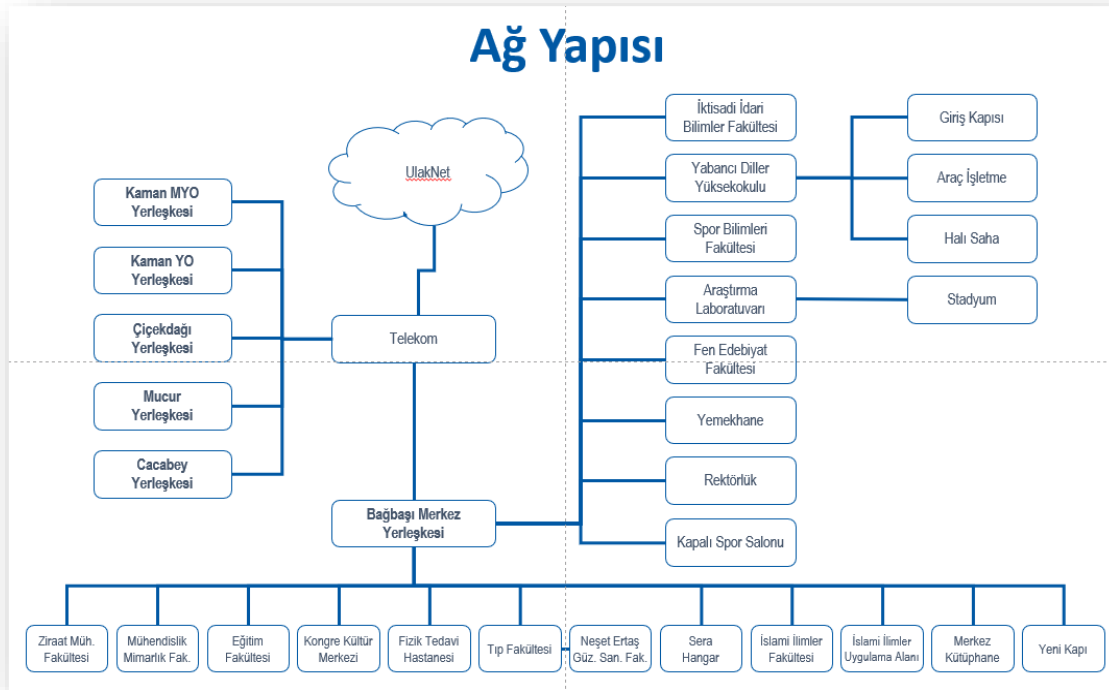 Ağ Yapısı
UlakNet
Kaman MYO
Yerleşkesi
Kaman YO
Yerleşkesi
Çiçekdağı
Yerleşkesi
Mucur
Yerleşkesi
Cacabey
Yerleşkesi
Telekom
Bağbaşı Merkez
Yerleşkesi
İktisadi İdari
Bilimler Fakültesi
Yabancı Diller
Yüksekokulu
Spor Bilimleri
Fakültesi
Araştırma
Laboratuvarı
Fen Edebiyat
Fakültesi
Yemekhane
Rektörlük
Kapalı Spor Salonu
Giriş Kapısı
Araç İşletme
Halı Saha
Stadyum
Ziraat Müh.
Fakültesi
Mühendislik
Mimarlık Fak.
Eğitim
Fakültesi
Kongre Kültür
Merkezi
Fizik Tedavi
Hastanesi
Tıp Fakültesi
Neşet Ertaş
Güz. San. Fak.
Sera
Hangar
İslami İlimler
Fakültesi
İslami İlimler
Uygulama Alanı
Merkez
Kütüphane
Yeni Kapı